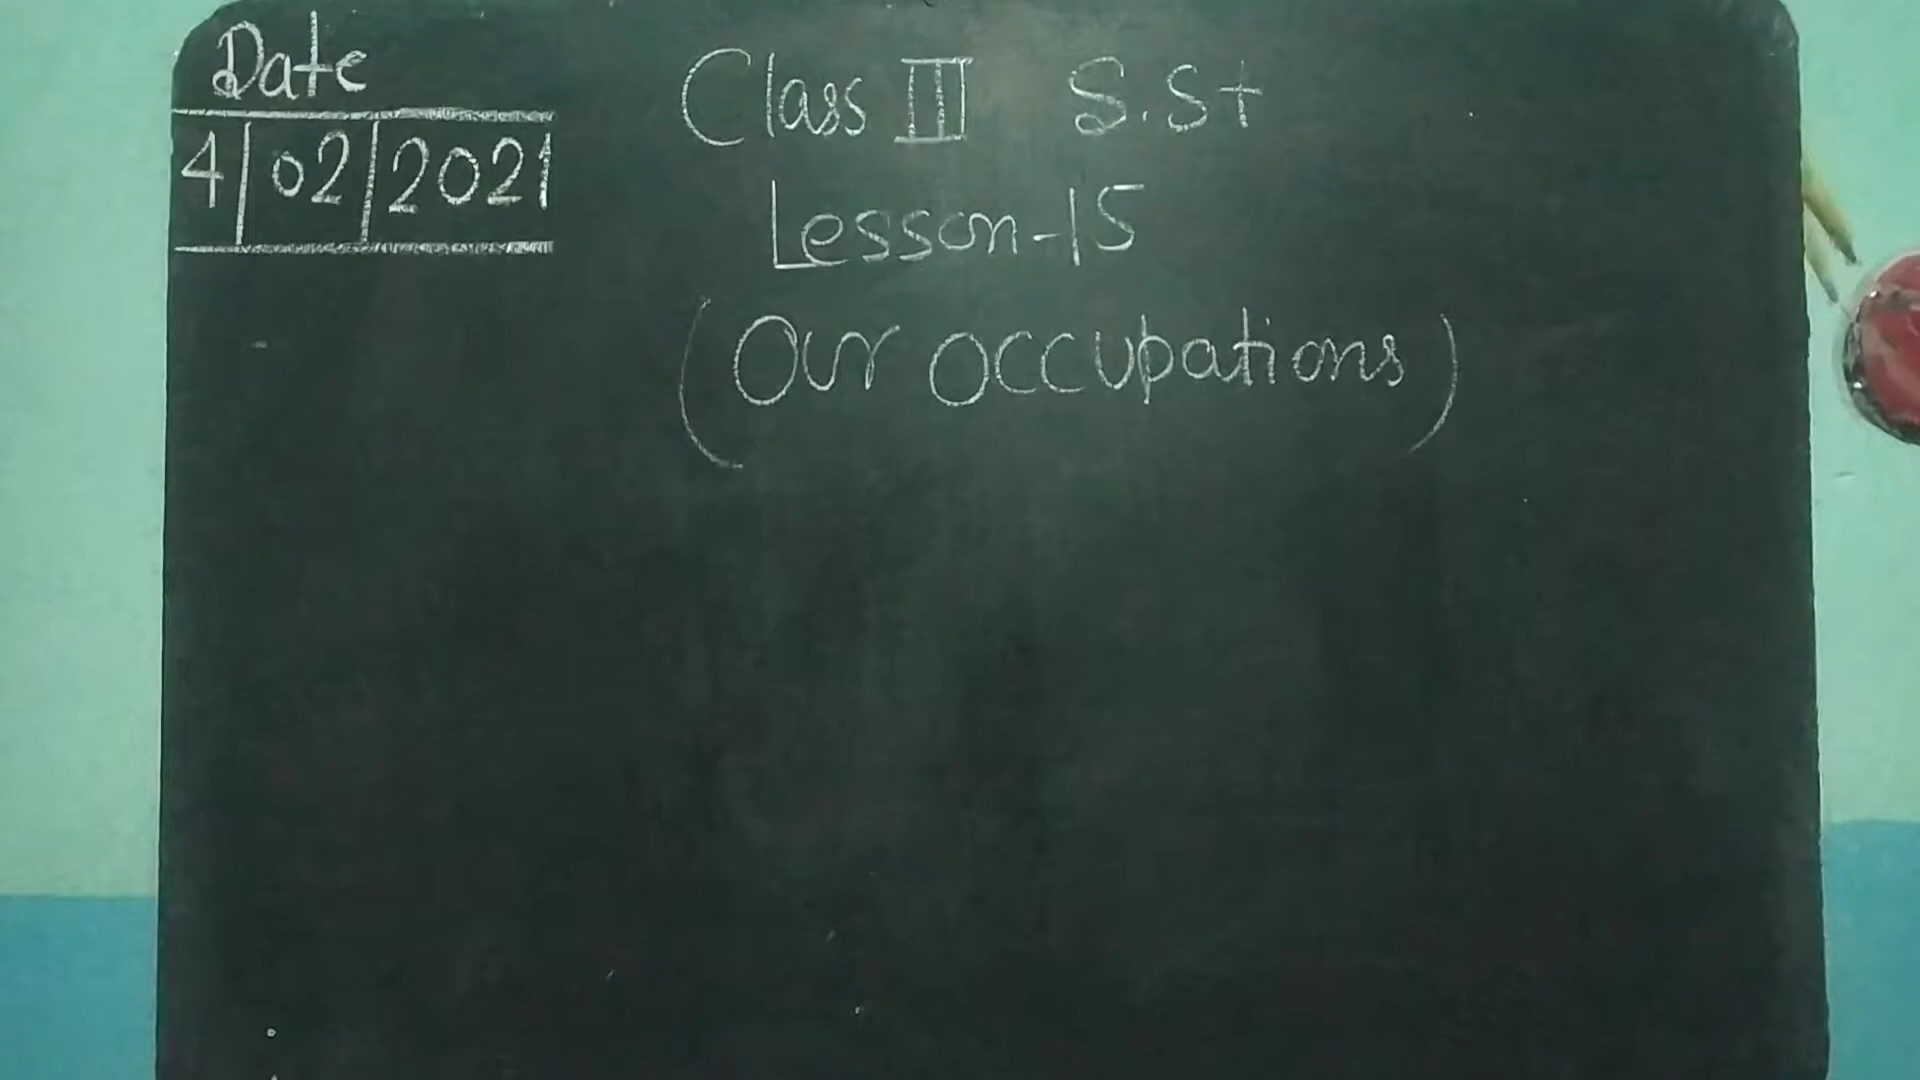 Date
4|02|2021
Class III S.St
Lesson-15
(Our occupations)